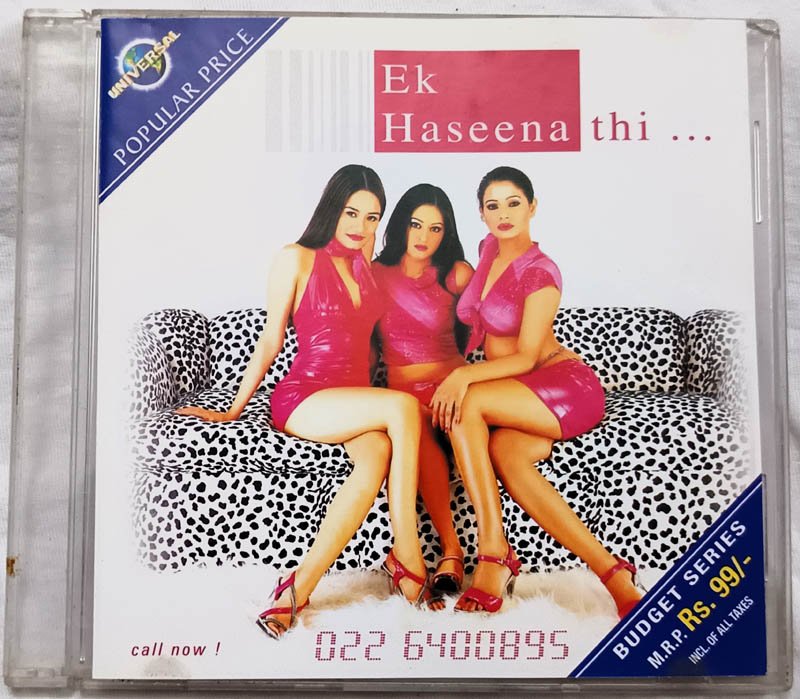 UNIVERSAL
POPULAR PRICE
Ek
Haseena thi ...
call now !
022 6400895
BUDGET SERIES
M.R.P. Rs. 99/-
INCL. OF ALL TAXES